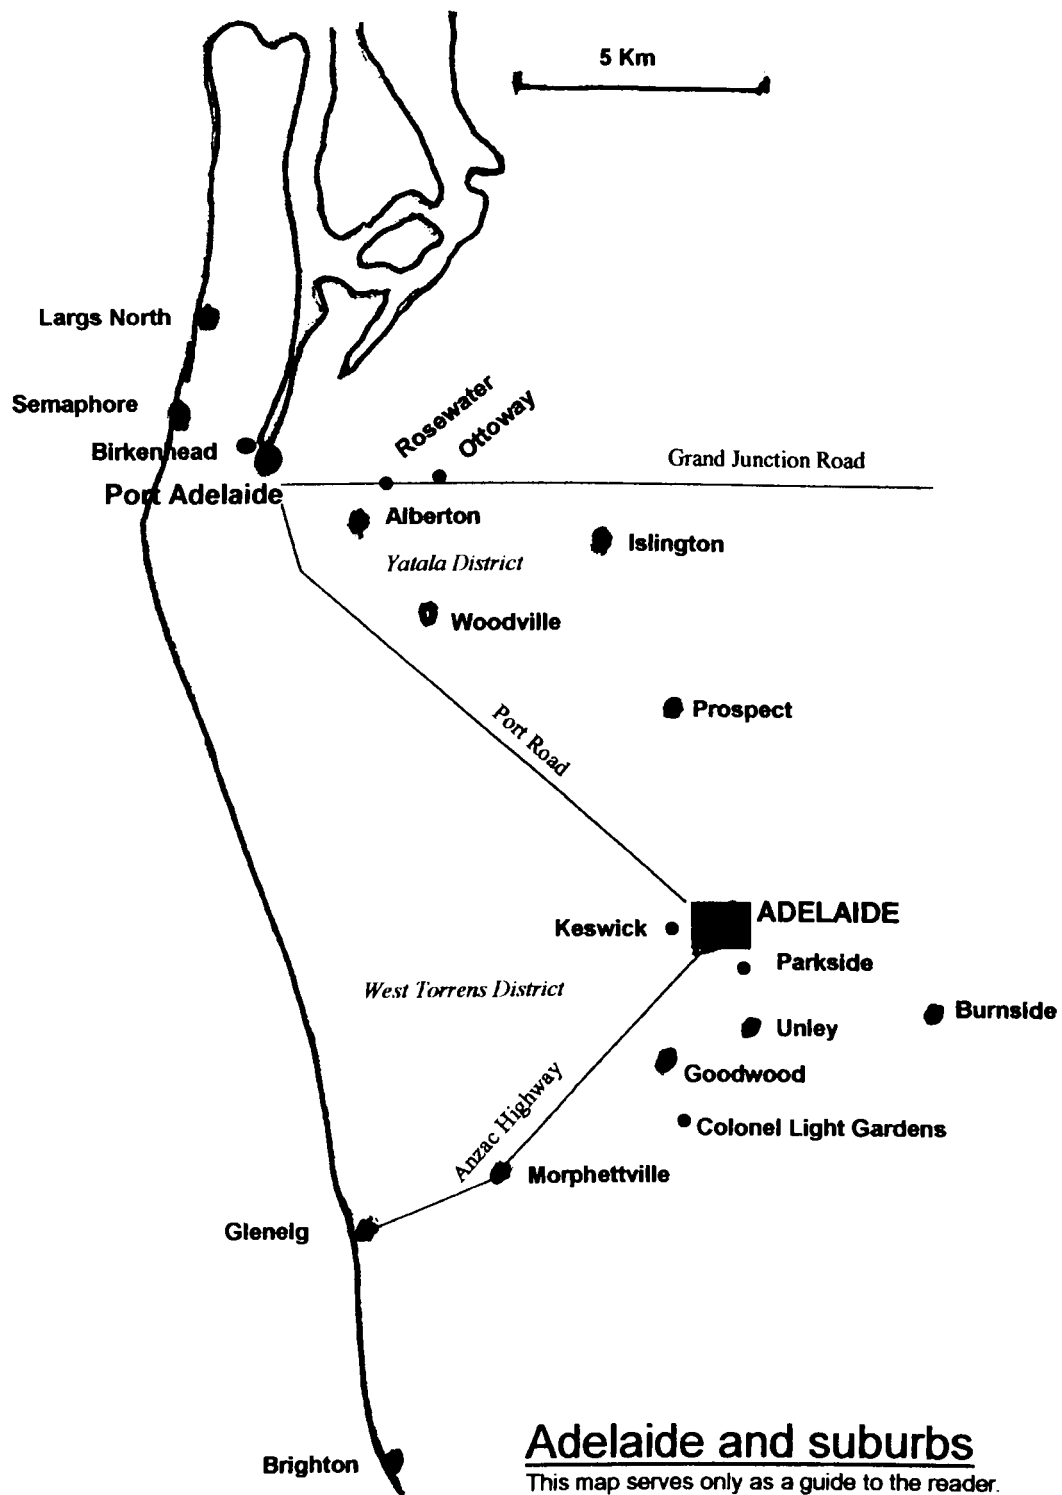 5 Km
Largs North
Semaphore
Rosewater
Ottoway
Birkenhead
Grand Junction Road
Port Adelaide
Alberton
Islington
Yatala District
Woodville
Prospect
Port Road
ADELAIDE
Keswick
Parkside
West Torrens District
Burnside
Unley
Goodwood
Anzac Highway
Colonel Light Gardens
Morphettville
Glenelg
Adelaide and suburbs
Brighton
This map serves only as a guide to the reader.